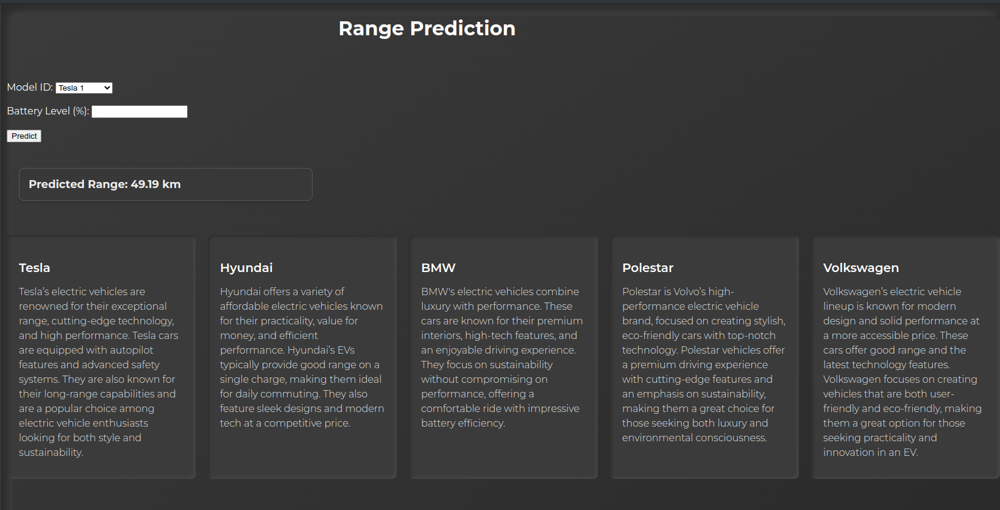 Range Prediction
Model ID: Tesla 1
Battery Level (%):
Predict
Predicted Range: 49.19 km
Tesla
Tesla’s electric vehicles are
renowned for their exceptional
range, cutting-edge technology,
and high performance. Tesla cars
are equipped with autopilot
features and advanced safety
systems. They are also known for
their long-range capabilities and
are a popular choice among
electric vehicle enthusiasts
looking for both style and
sustainability.
Hyundai
Hyundai offers a variety of
affordable electric vehicles known
for their practicality, value for
money, and efficient
performance. Hyundai’s EVs
typically provide good range on a
single charge, making them ideal
for daily commuting. They also
feature sleek designs and modern
tech at a competitive price.
BMW
BMW's electric vehicles combine
luxury with performance. These
cars are known for their premium
interiors, high-tech features, and
an enjoyable driving experience.
They focus on sustainability
without compromising on
performance, offering a
comfortable ride with impressive
battery efficiency.
Polestar
Polestar is Volvo’s high-
performance electric vehicle
brand, focused on creating stylish,
eco-friendly cars with top-notch
technology. Polestar vehicles offer
a premium driving experience
with cutting-edge features and
an emphasis on sustainability,
making them a great choice for
those seeking both luxury and
environmental consciousness.
Volkswagen
Volkswagen’s electric vehicle
lineup is known for modern
design and solid performance at
a more accessible price. These
cars offer good range and the
latest technology features.
Volkswagen focuses on creating
vehicles that are both user-
friendly and eco-friendly, making
them a great option for those
seeking practicality and
innovation in an EV.